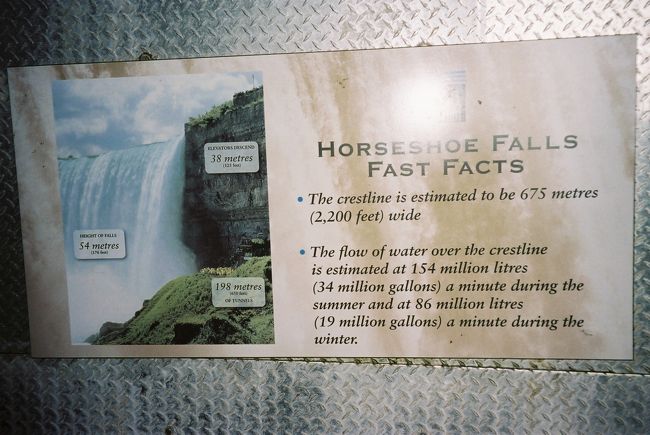 ELEVATORS DESCEND
38 metres
(125 feet)
HEIGHT OF FALLS
54 metres
(176 feet)
198 metres
(650 feet)
OF TUNNELS
HORSESHOE FALLS
FAST FACTS
• The crestline is estimated to be 675 metres
(2,200 feet) wide
• The flow of water over the crestline
is estimated at 154 million litres
(34 million gallons) a minute during the
summer and at 86 million litres
(19 million gallons) a minute during the
winter.